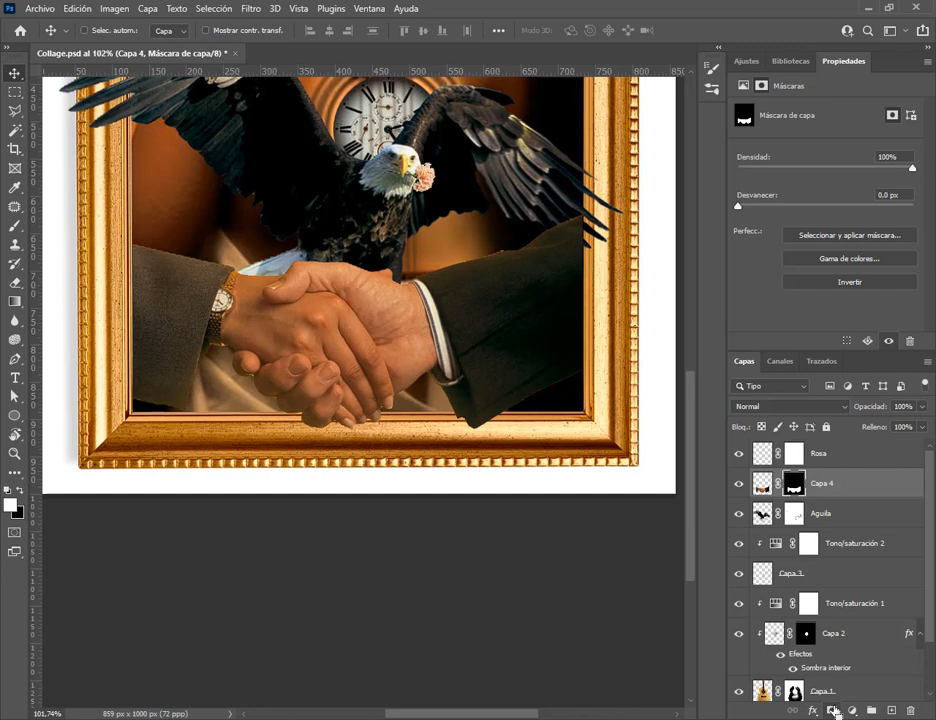 Archivo Edición Imagen Capa Texto Selección Filtro 3D Vista Plugins Ventana Ayuda
Selec. autom.: Capa Mostrar contr. transf. Modo 3D:
Collage.psd al 102% (Capa 4, Máscara de capa/8) *
50 100 150 200 250 300 350 400 450 500 550 600 650 700 750 800 850
Ajustes Bibliotecas Propiedades
Máscaras
Máscara de capa
Densidad: 100%
Desvanecer: 0,0 px
Perfecc.: Seleccionar y aplicar máscara...
Gama de colores...
Invertir
Capas Canales Trazados
Tipo
Normal Opacidad: 100%
Bloq.: Relleno: 100%
Rosa
Capa 4
Aguila
Tono/saturación 2
Capa 3
Tono/saturación 1
Capa 2 fx
Efectos
Sombra interior
Capa 1
101,74% 859 px x 1000 px (72 ppp)